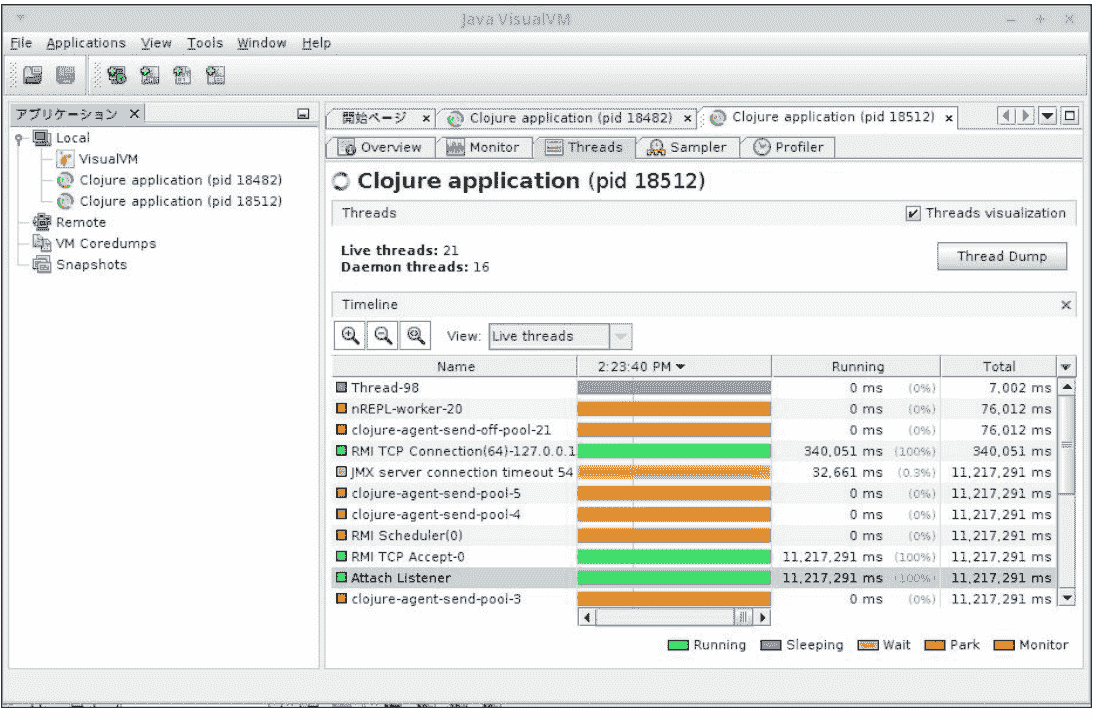 Java VisualVM
File Applications View Tools Window Help
アプリケーション
Local
VisualVM
Clojure application (pid 18482)
Clojure application (pid 18512)
Remote
VM Coredumps
Snapshots
開始ページ Clojure application (pid 18482) Clojure application (pid 18512)
Overview Monitor Threads Sampler Profiler
Clojure application (pid 18512)
Threads Threads visualization
Live threads: 21
Daemon threads: 16
Thread Dump
Timeline
View: Live threads
Name 2:23:40 PM Running Total
Thread-98 0 ms (0%) 7,002 ms
nREPL-worker-20 0 ms (0%) 76,012 ms
clojure-agent-send-off-pool-21 0 ms (0%) 76,012 ms
RMI TCP Connection(64)-127.0.0.1 340,051 ms (100%) 340,051 ms
JMX server connection timeout 54 32,661 ms (0.3%) 11,217,291 ms
clojure-agent-send-pool-5 0 ms (0%) 11,217,291 ms
clojure-agent-send-pool-4 0 ms (0%) 11,217,291 ms
RMI Scheduler(0) 0 ms (0%) 11,217,291 ms
RMI TCP Accept-0 11,217,291 ms (100%) 11,217,291 ms
Attach Listener 11,217,291 ms (100%) 11,217,291 ms
clojure-agent-send-pool-3 0 ms (0%) 11,217,291 ms
Running Sleeping Wait Park Monitor